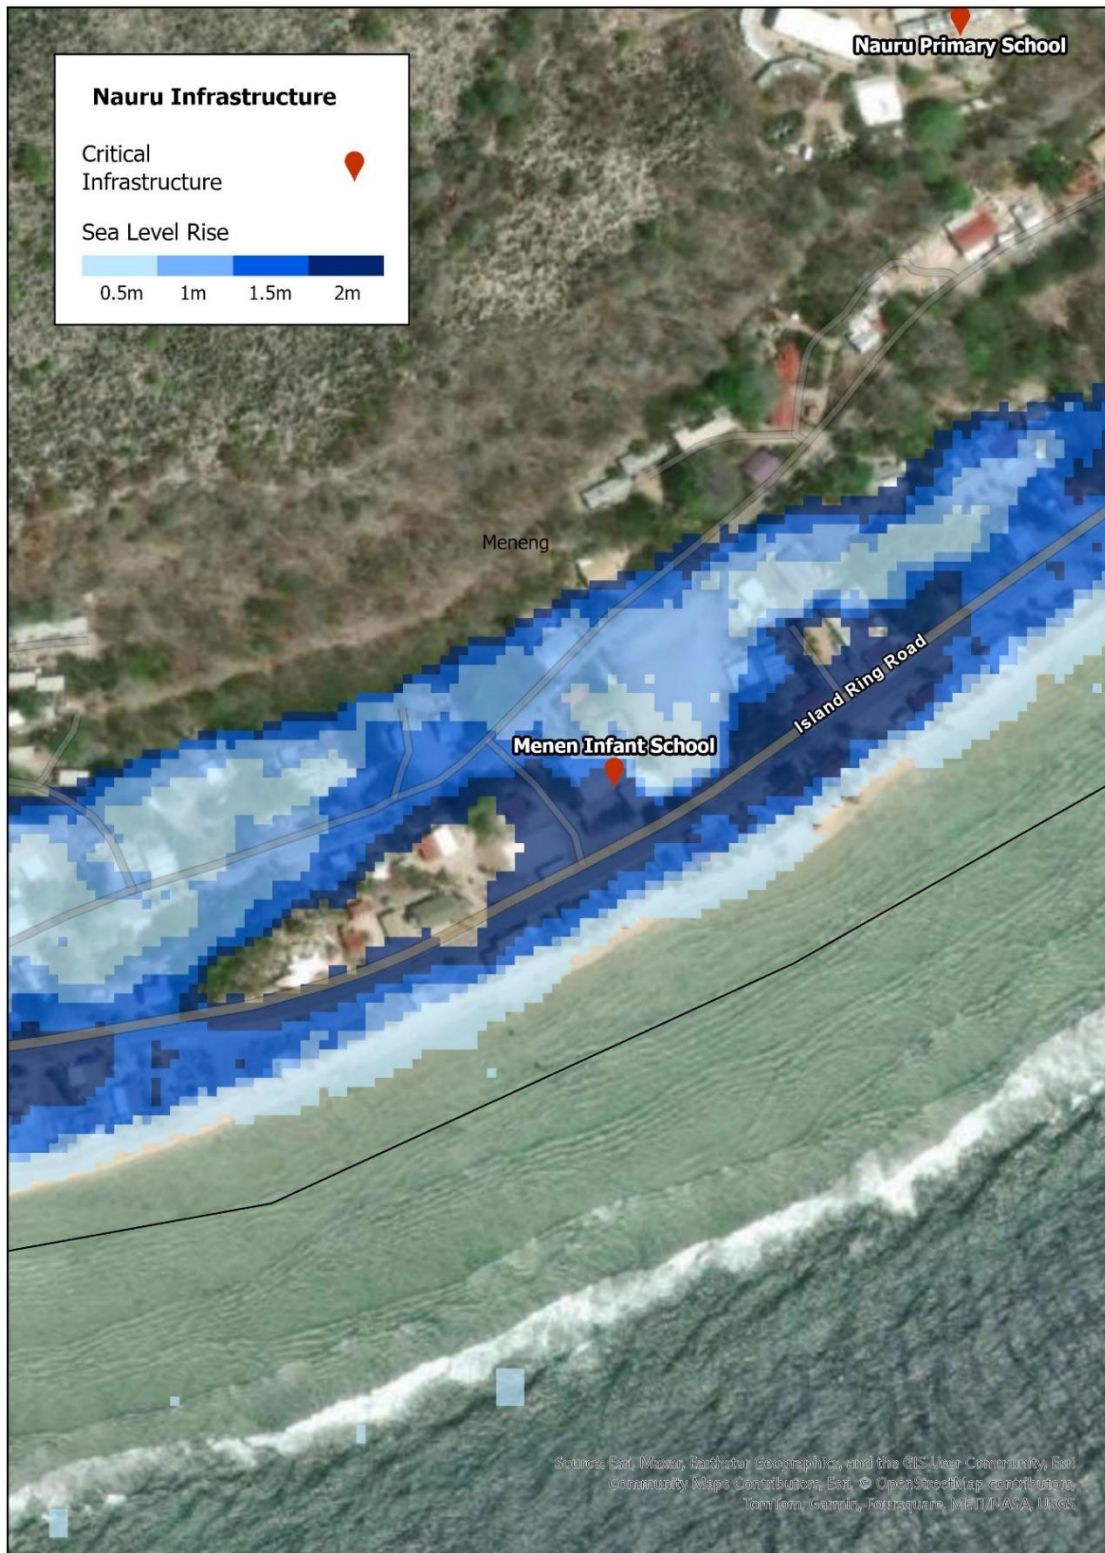 Nauru Primary School
Nauru Infrastructure
Critical
Infrastructure
Sea Level Rise
0.5m 1m 1.5m 2m
Meneng
Island Ring Road
Menen Infant School
Source: Esri, Maxar, Earthstar Geographics, and the GIS User Community, Esri
Community Maps Contributors, Esri, © OpenStreetMap contributors,
TomTom, Garmin, Foursquare, METI/NASA, USGS